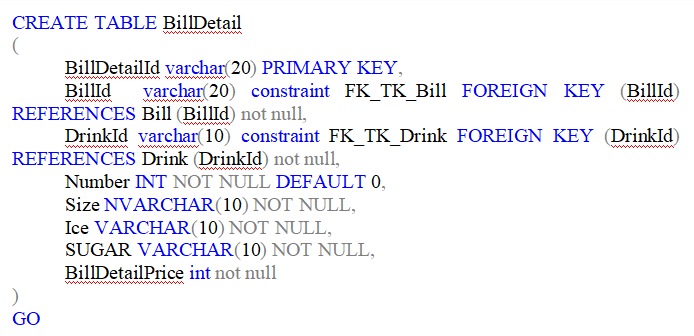 CREATE TABLE BillDetail
(
BillDetailId varchar(20) PRIMARY KEY,
BillId varchar(20) constraint FK_TK_Bill FOREIGN KEY (BillId)
REFERENCES Bill (BillId) not null,
DrinkId varchar(10) constraint FK_TK_Drink FOREIGN KEY (DrinkId)
REFERENCES Drink (DrinkId) not null,
Number INT NOT NULL DEFAULT 0,
Size NVARCHAR(10) NOT NULL,
Ice VARCHAR(10) NOT NULL,
SUGAR VARCHAR(10) NOT NULL,
BillDetailPrice int not null
)
GO